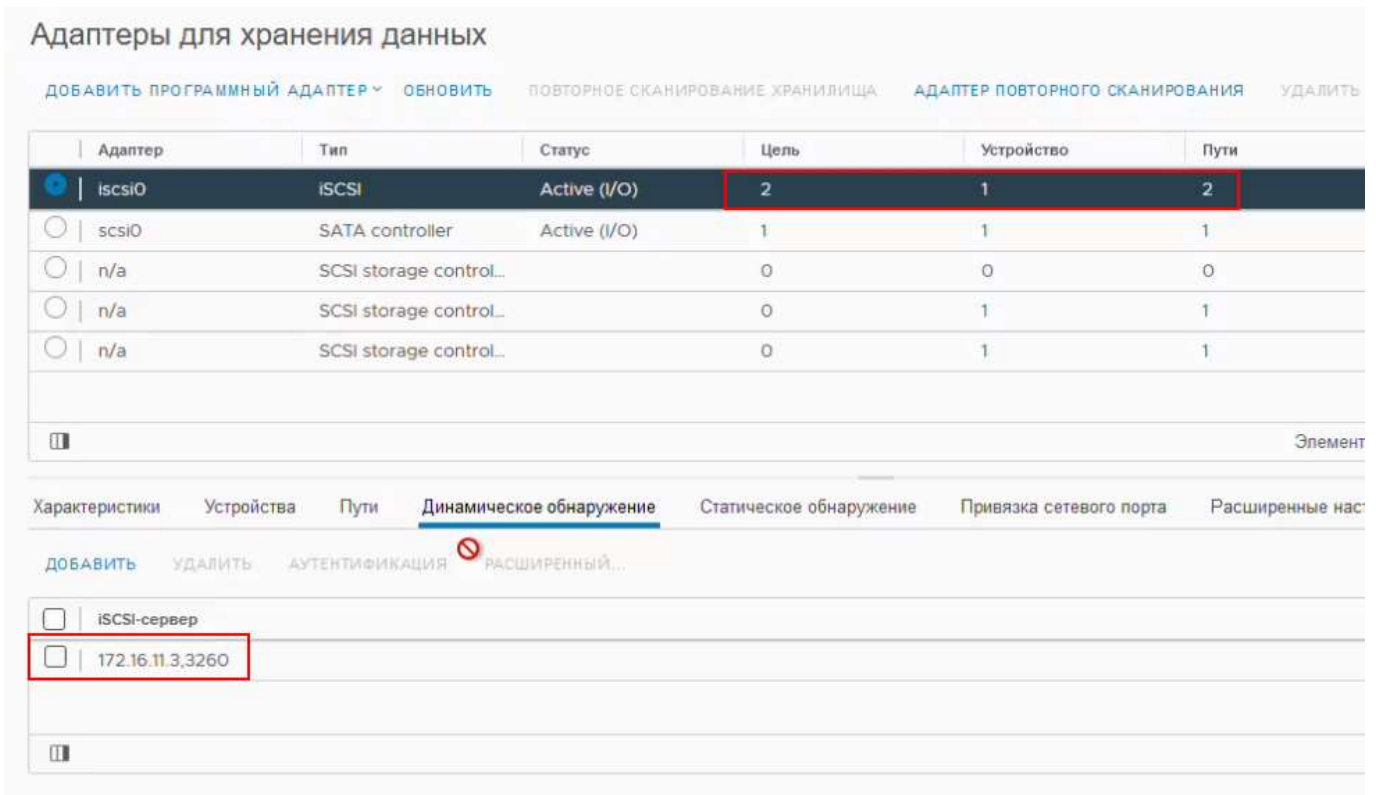 Адаптеры для хранения данных
ДОБАВИТЬ ПРОГРАММНЫЙ АДАПТЕР ОБНОВИТЬ ПОВТОРНОЕ СКАНИРОВАНИЕ ХРАНИЛИЩА АДАПТЕР ПОВТОРНОГО СКАНИРОВАНИЯ УДАЛИТЬ
Адаптер Тип Статус Цель Устройство Пути
iscsi0 iSCSI Active (I/O) 2 1 2
scsi0 SATA controller Active (I/O) 1 1 1
n/a SCSI storage control... 0 0 0
n/a SCSI storage control... 0 1 1
n/a SCSI storage control... 0 1 1
Элемент
Характеристики Устройства Пути Динамическое обнаружение Статическое обнаружение Привязка сетевого порта Расширенные нас
ДОБАВИТЬ УДАЛИТЬ АУТЕНТИФИКАЦИЯ РАСШИРЕННЫЙ...
iSCSI-сервер
172.16.11.3,3260